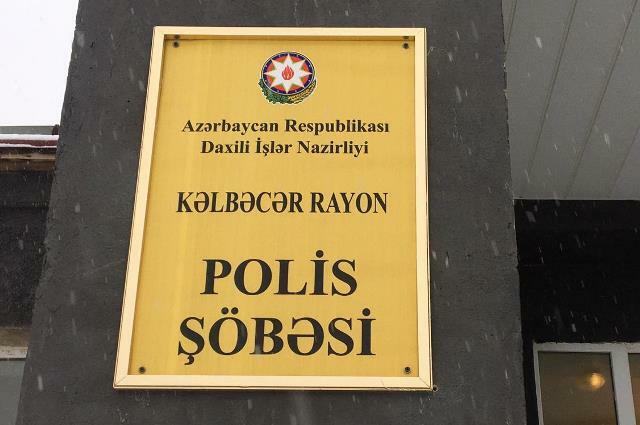 Azərbaycan Respublikası
Daxili İşlər Nazirliyi
KƏLBƏCƏR RAYON
POLİS
ŞÖBƏSİ